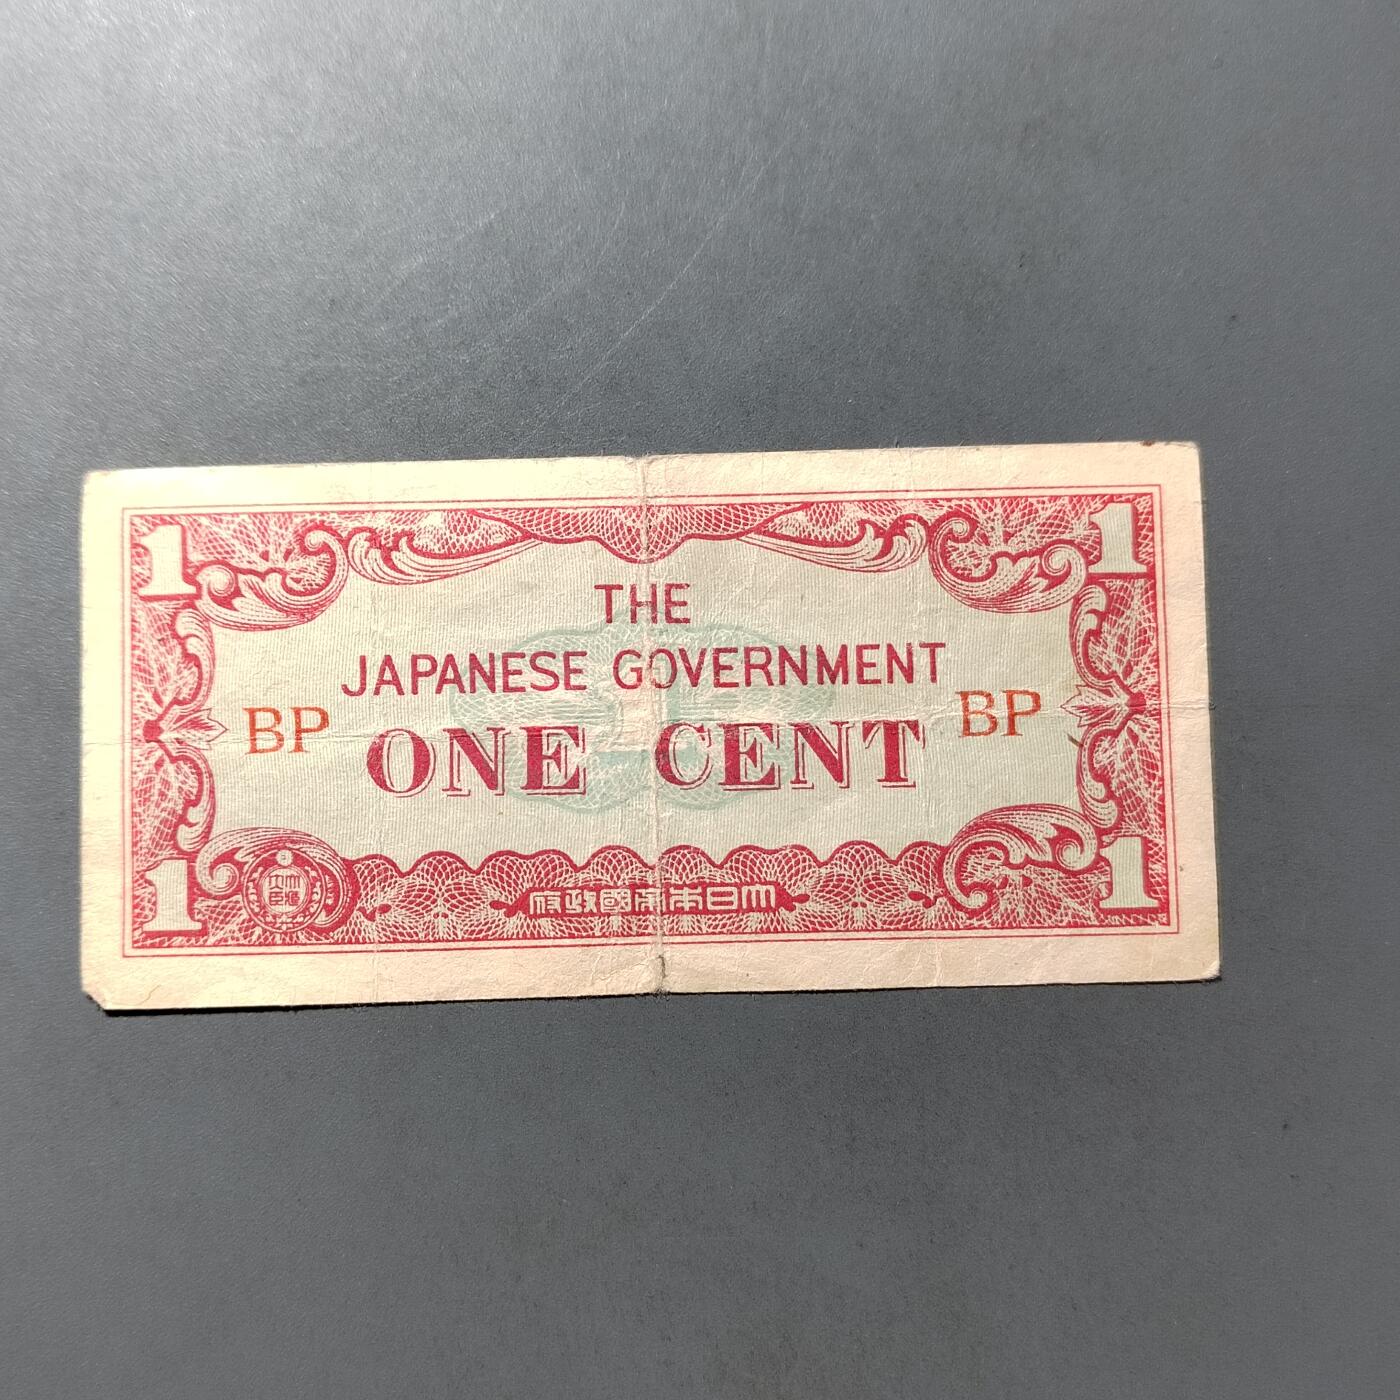 1 1
THE
JAPANESE GOVERNMENT
BP ONE CENT BP
1 1
府政國帝本日大